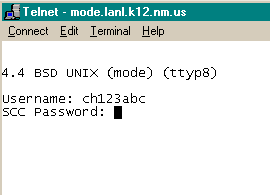 Telnet - mode.lanl.k12.nm.us
Connect Edit Terminal Help
4.4 BSD UNIX (mode) (ttyp8)
Username: ch123abc
SCC Password: